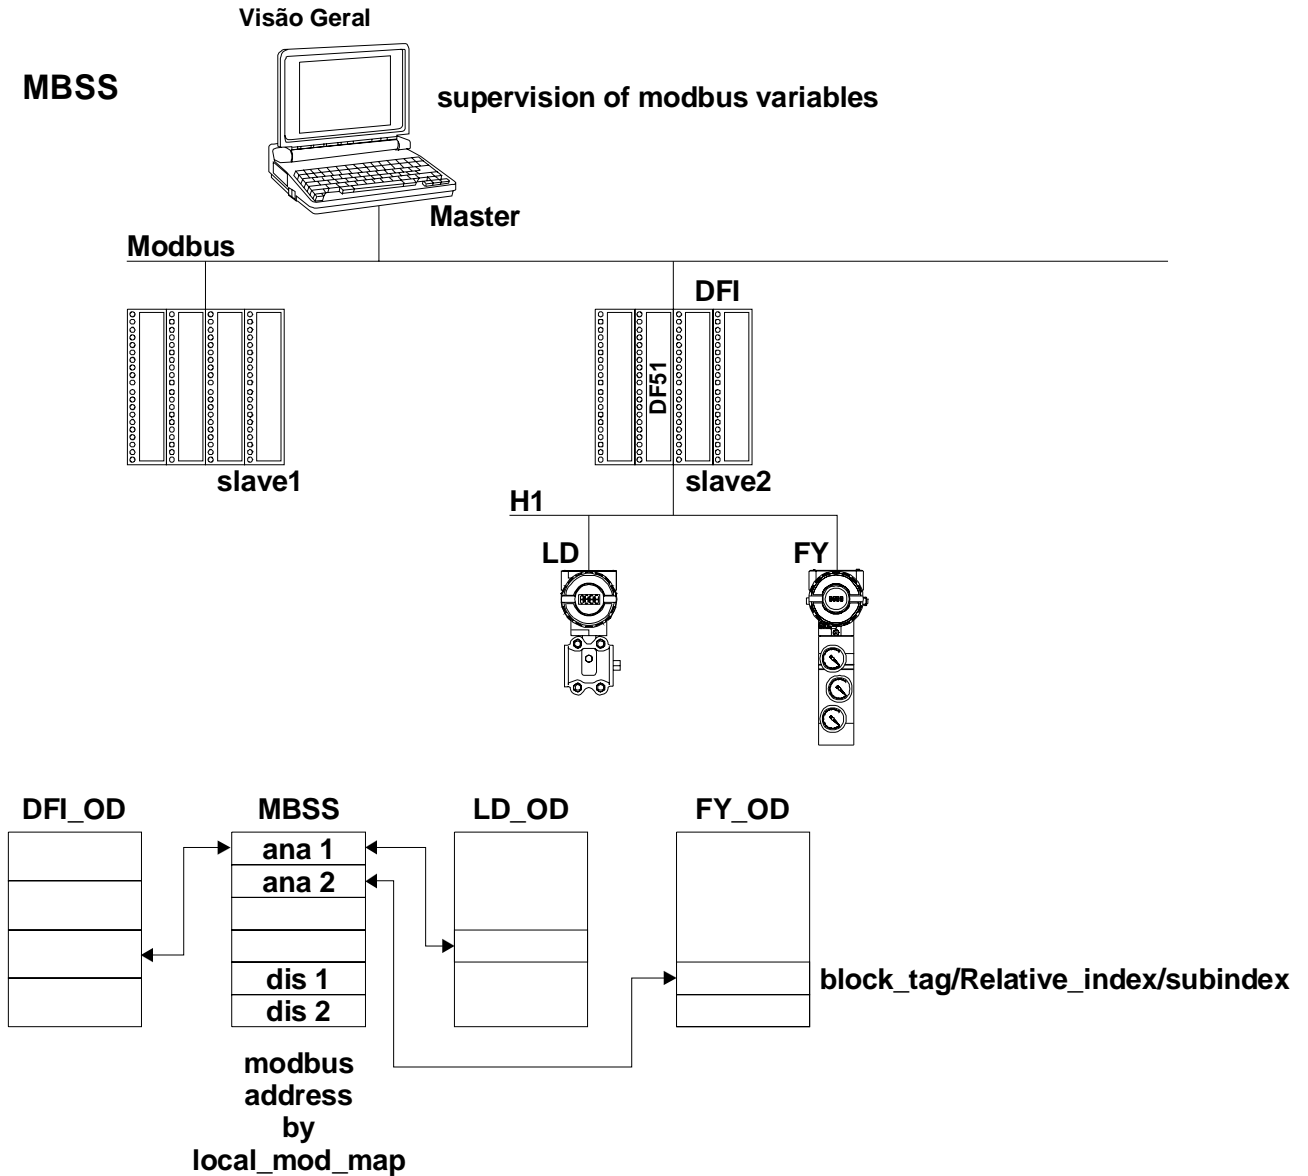 Visão Geral
MBSS
supervision of modbus variables
Master
Modbus
DFI
DF51
slave1
slave2
H1
LD
FY
DFI_OD
MBSS
LD_OD
FY_OD
ana 1
ana 2
dis 1
block_tag/Relative_index/subindex
dis 2
modbus
address
by
local_mod_map